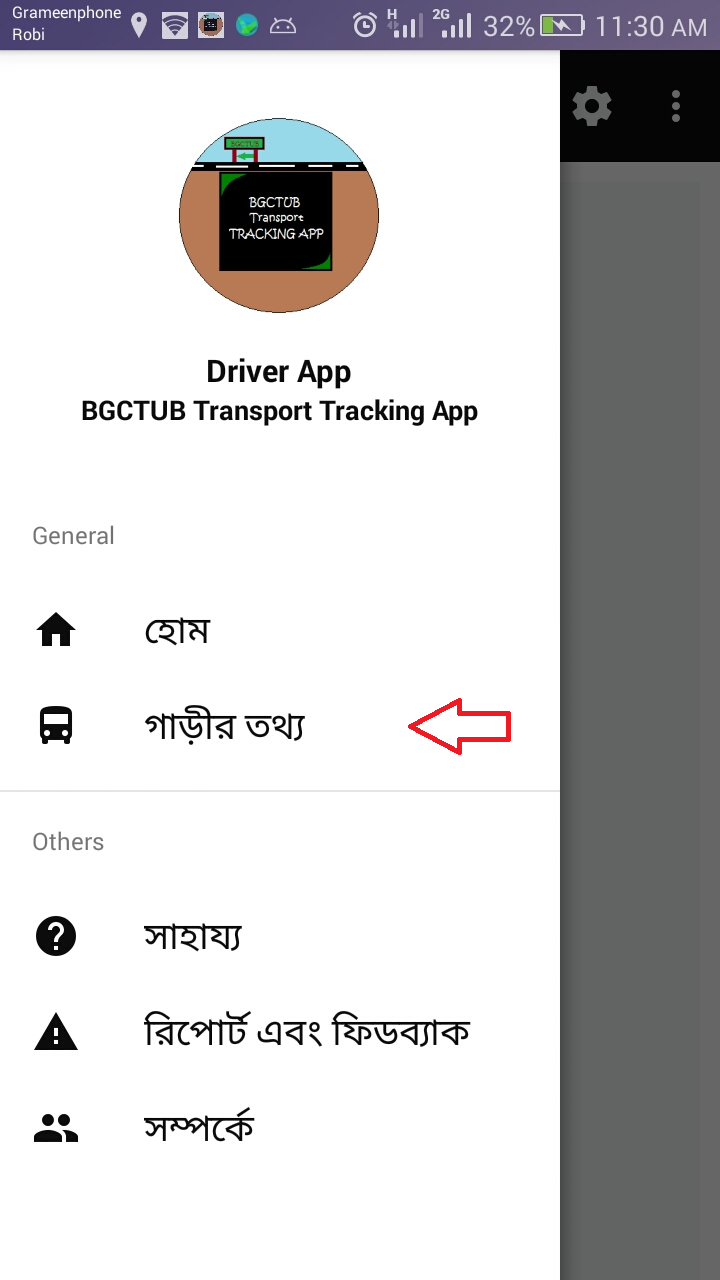 Grameenphone
Robi
H 2G 32% 11:30 AM
BGCTUB
BGCTUB
Transport
TRACKING APP
Driver App
BGCTUB Transport Tracking App
General
হোম
গাড়ীর তথ্য
Others
সাহায্য
রিপোর্ট এবং ফিডব্যাক
সম্পর্কে